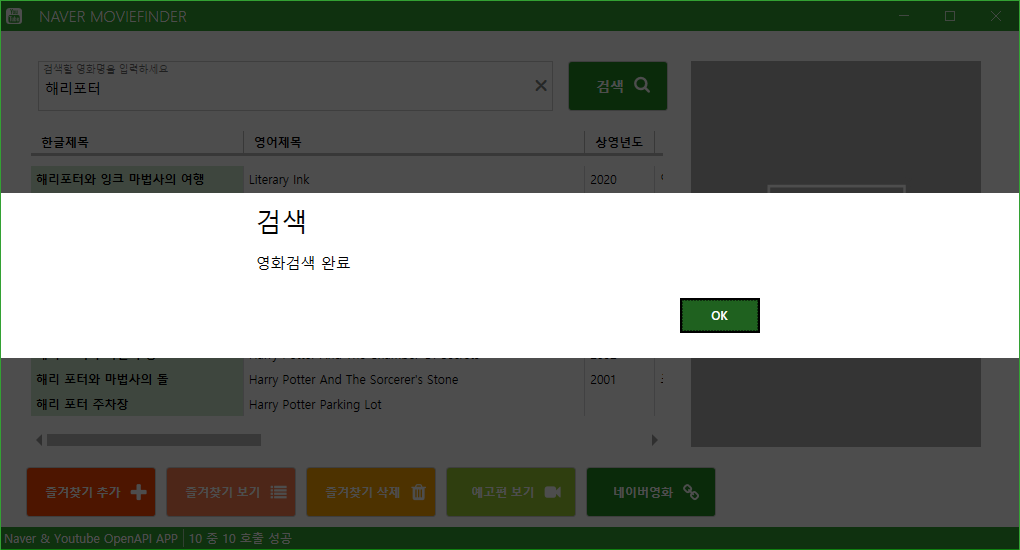 NAVER MOVIEFINDER
검색할 영화명을 입력하세요
해리포터
검색
한글제목 영어제목 상영년도
해리포터와 잉크 마법사의 여행 Literary Ink 2020
검색
영화검색 완료
OK
해리 포터와 마법사의 돌 Harry Potter And The Sorcerer's Stone 2001
해리 포터 주차장 Harry Potter Parking Lot
즐겨찾기 추가 즐겨찾기 보기 즐겨찾기 삭제 예고편 보기 네이버영화
Naver & Youtube OpenAPI APP 10 중 10 호출 성공